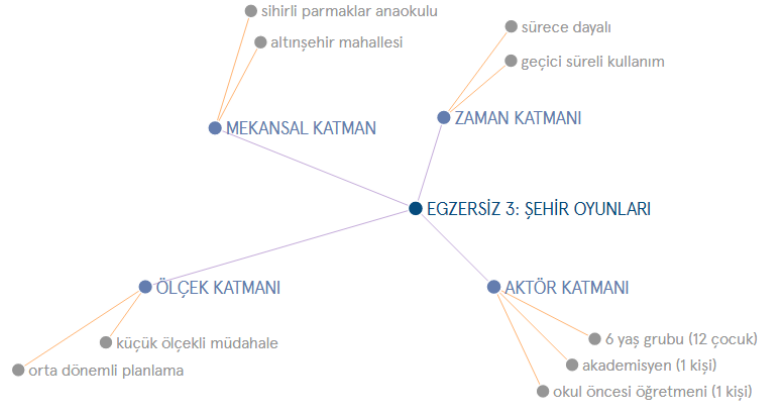 sihirli parmaklar anaokulu
altınşehir mahallesi
MEKANSAL KATMAN
sürece dayalı
geçici süreli kullanım
ZAMAN KATMANI
EGZERSİZ 3: ŞEHİR OYUNLARI
ÖLÇEK KATMANI
küçük ölçekli müdahale
orta dönemli planlama
AKTÖR KATMANI
6 yaş grubu (12 çocuk)
akademisyen (1 kişi)
okul öncesi öğretmeni (1 kişi)